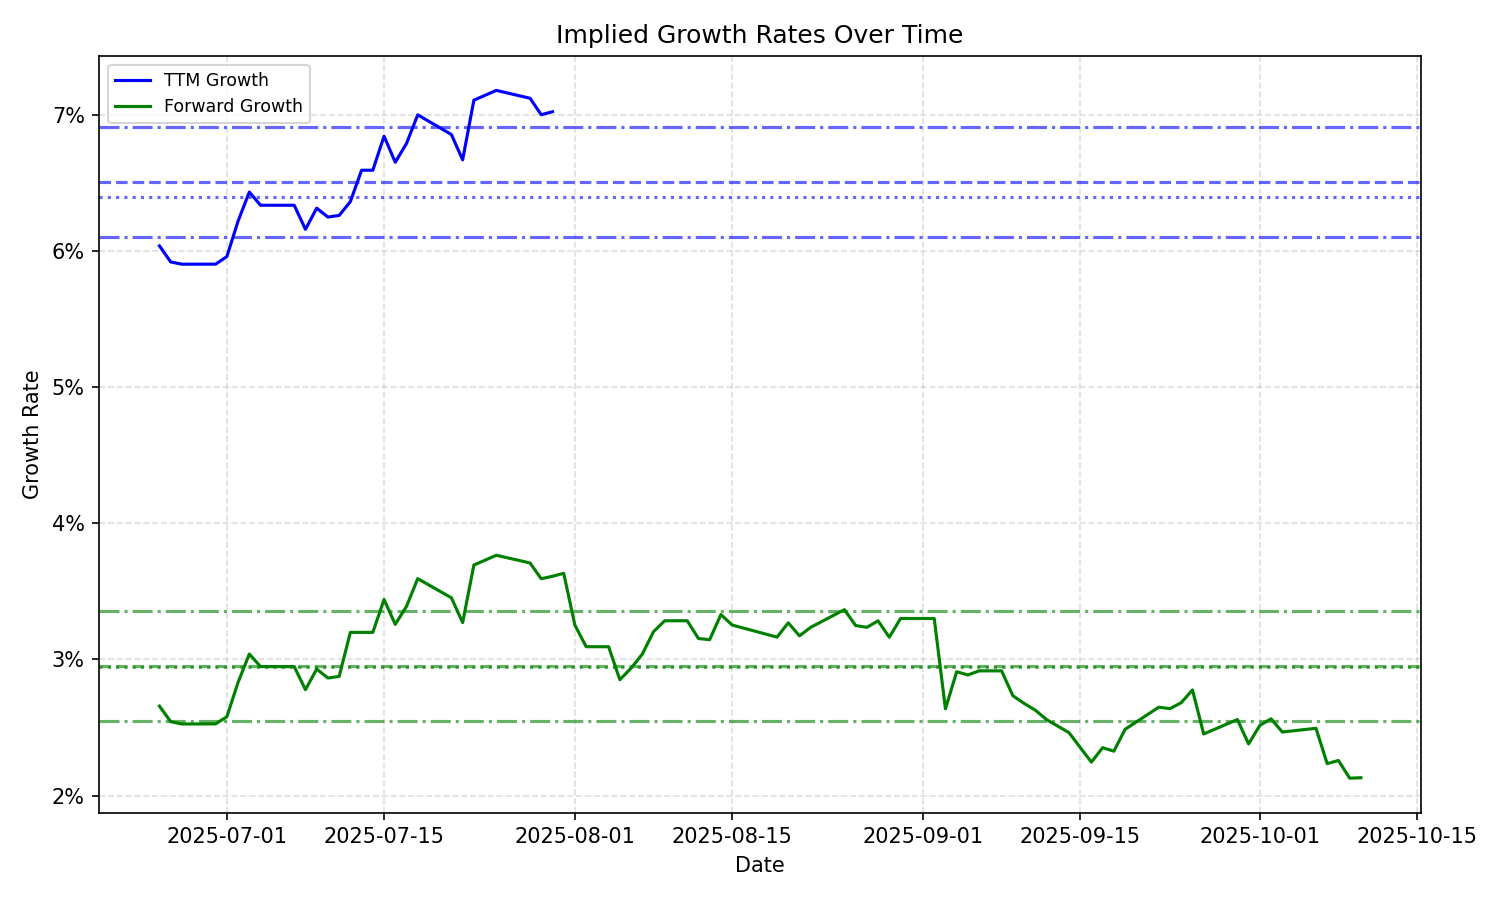 Implied Growth Rates Over Time
TTM Growth
Forward Growth
7%
6%
5%
4%
3%
2%
Growth Rate
2025-07-01 2025-07-15 2025-08-01 2025-08-15 2025-09-01 2025-09-15 2025-10-01 2025-10-15
Date